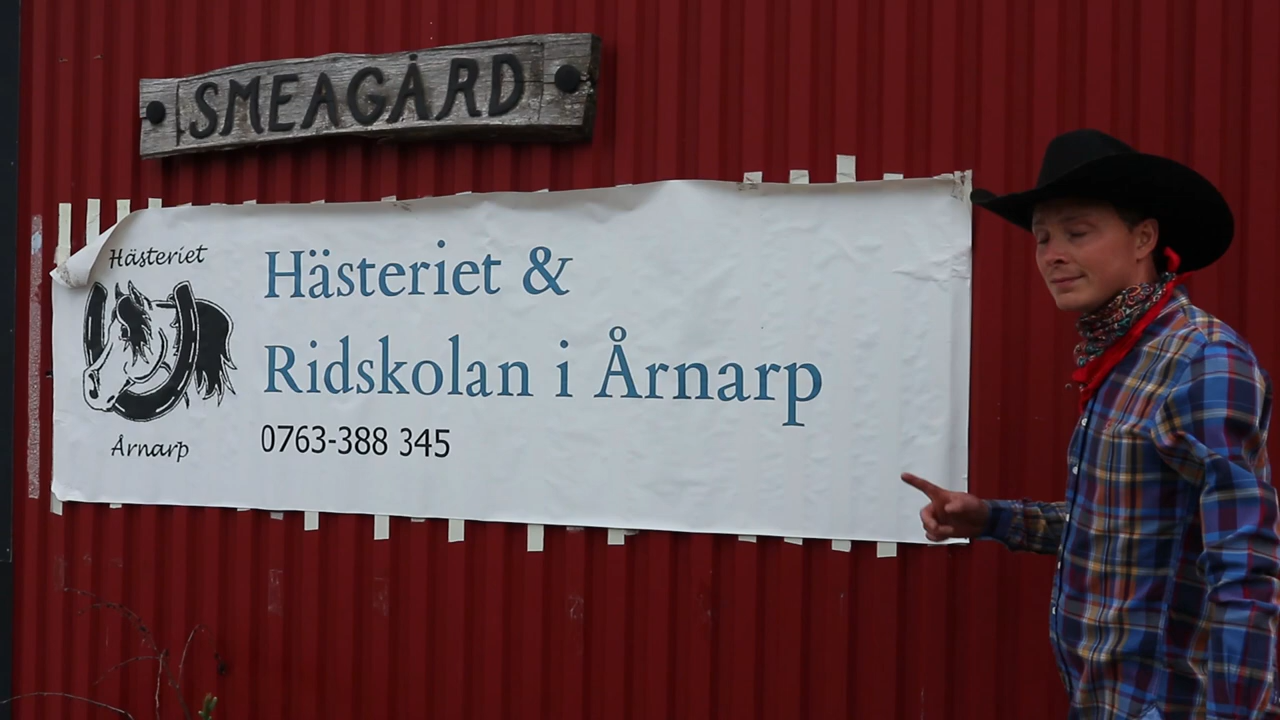 SMEAGÅRD
Hästeriet
Årnarp
Hästeriet &
Ridskolan i Årnarp
0763-388 345